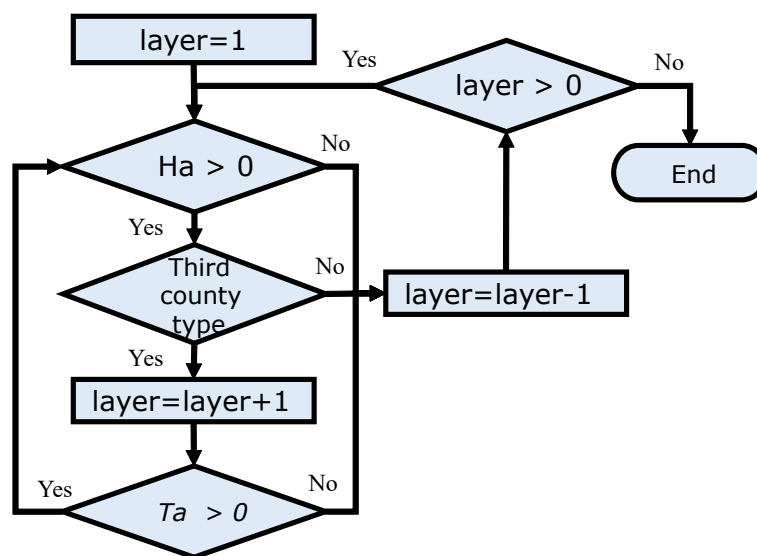 layer=1
Yes
layer > 0
No
Ha > 0
No
End
Yes
Third
county
type
No
layer=layer-1
Yes
layer=layer+1
Yes
Ta > 0
No